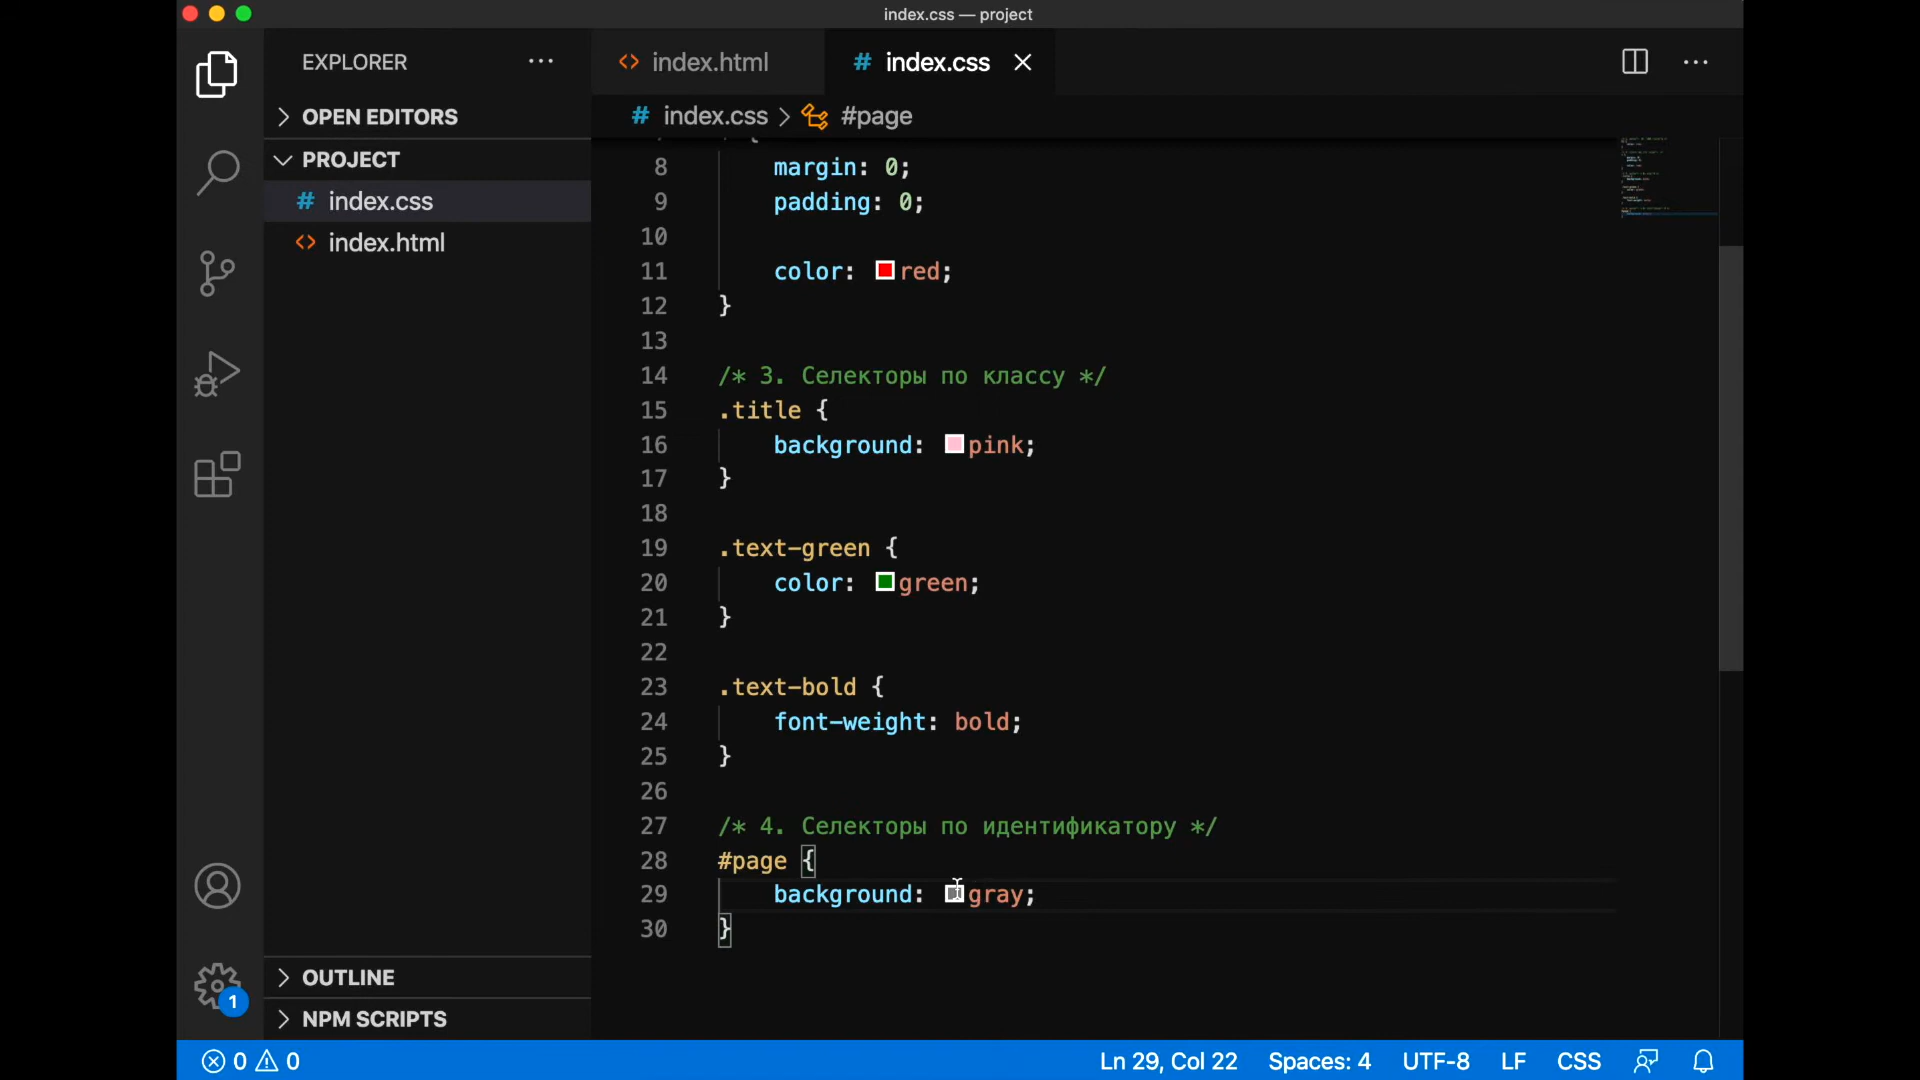 index.css — project
EXPLORER
index.html
index.css
OPEN EDITORS
index.css > #page
PROJECT
index.css
index.html
8 margin: 0;
9 padding: 0;
10
11 color: red;
12 }
13
14 /* 3. Селекторы по классу */
15 .title {
16 background: pink;
17 }
18
19 .text-green {
20 color: green;
21 }
22
23 .text-bold {
24 font-weight: bold;
25 }
26
27 /* 4. Селекторы по идентификатору */
28 #page {
29 background: gray;
30 }
OUTLINE
1
NPM SCRIPTS
0 0
Ln 29, Col 22 Spaces: 4 UTF-8 LF CSS